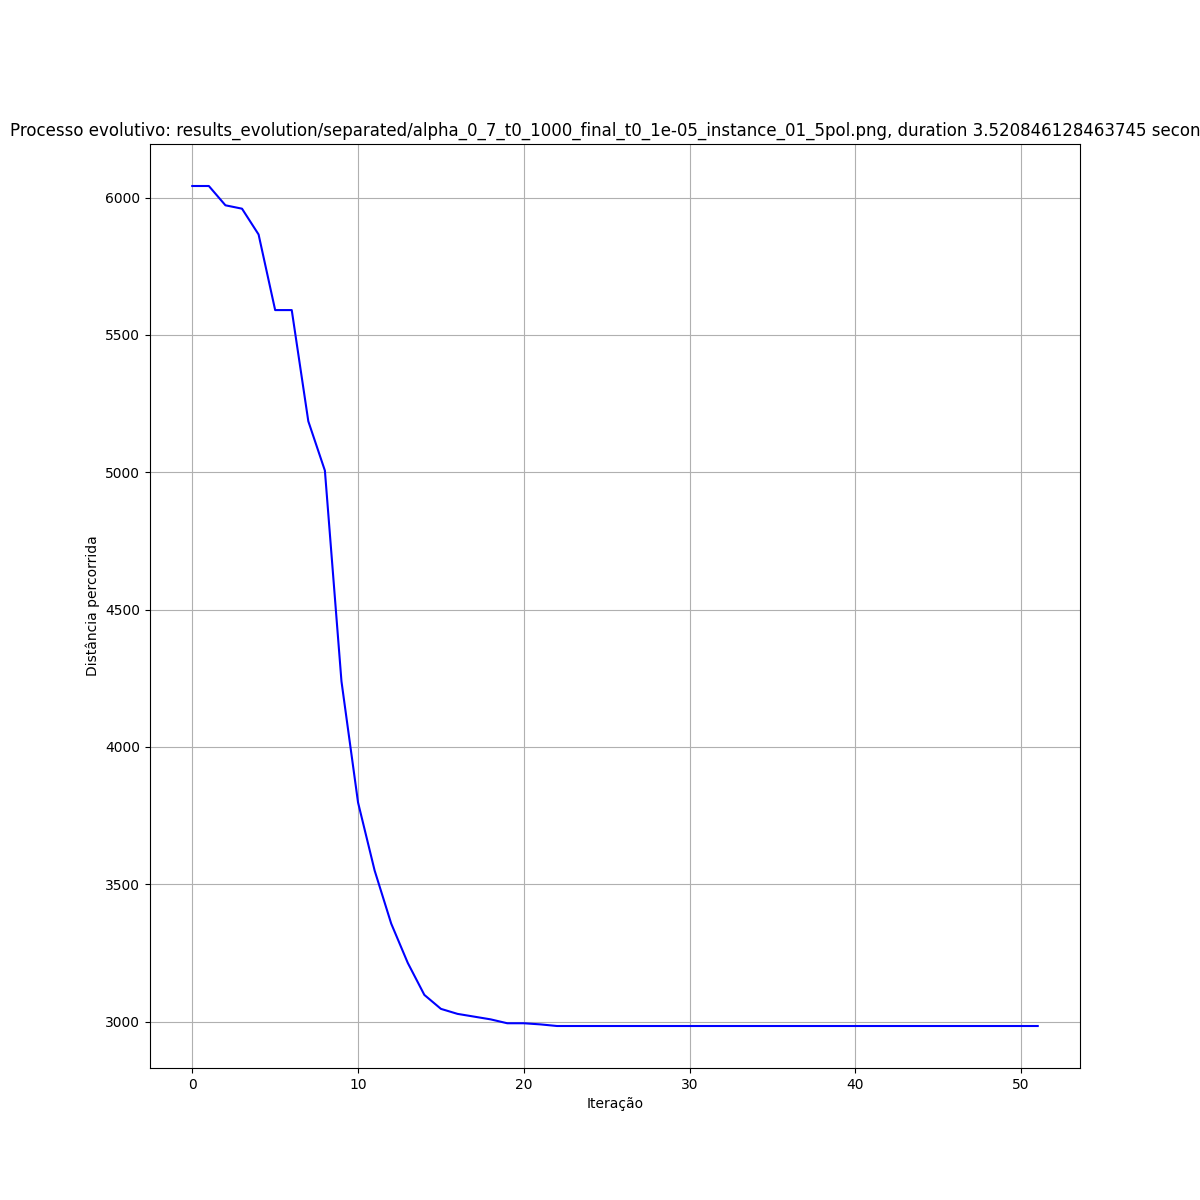 Processo evolutivo: results_evolution/separated/alpha_0_7_t0_1000_final_t0_1e-05_instance_01_5pol.png, duration 3.520846128463745 secon
6000
5500
5000
4500
4000
3500
3000
Distância percorrida
0 10 20 30 40 50
Iteração